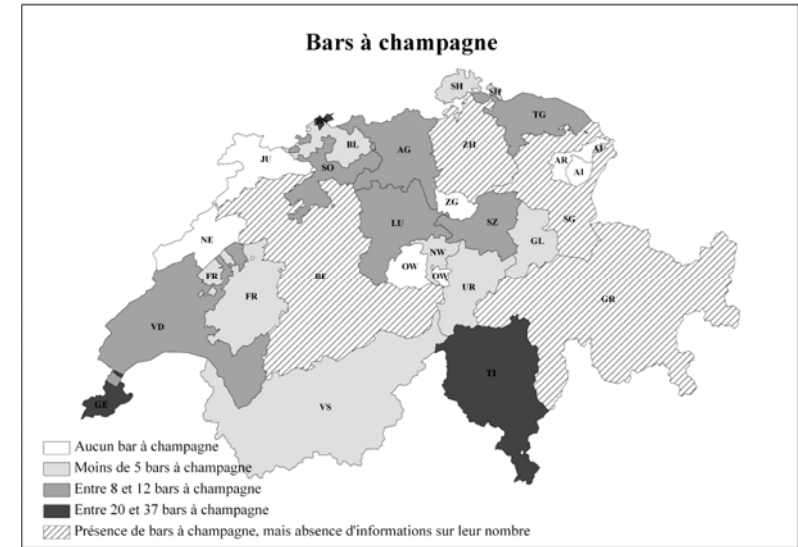 Bars à champagne
SH
SH
TG
BL
AG
ZH
JU
SO
AR
AI
AI
ZG
LU
SZ
SG
NE
GL
NW
OW
OW
FR
BE
UR
GR
FR
VD
TI
GE
VS
Aucun bar à champagne
Moins de 5 bars à champagne
Entre 8 et 12 bars à champagne
Entre 20 et 37 bars à champagne
Présence de bars à champagne, mais absence d'informations sur leur nombre